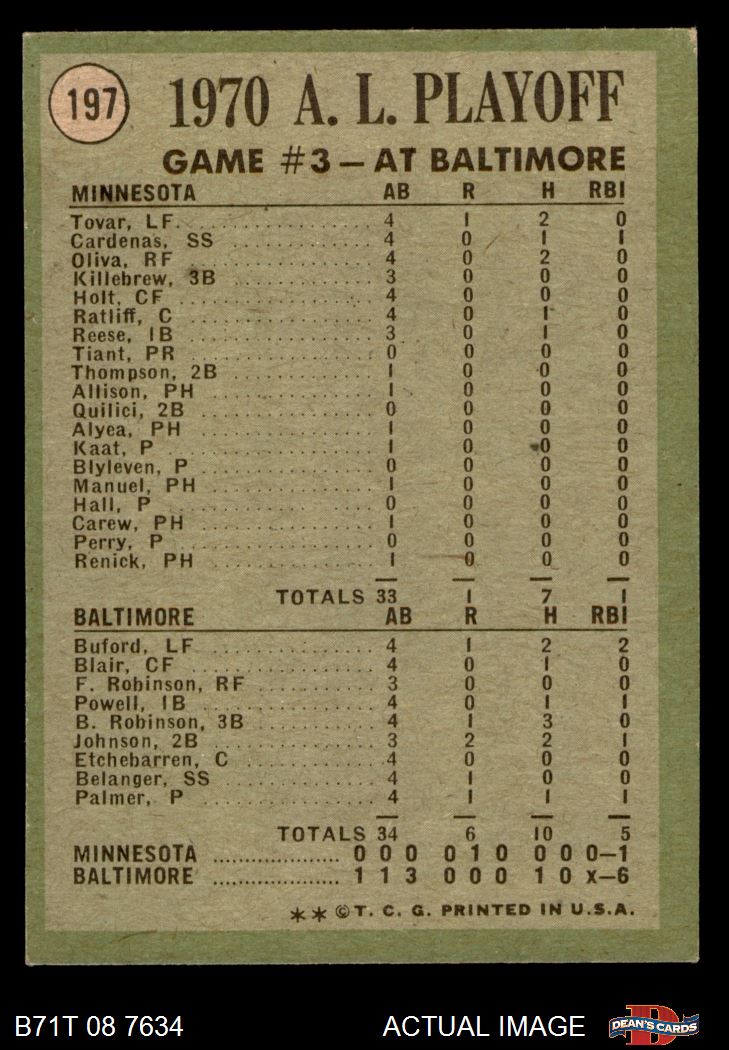 197
1970 A. L. PLAYOFF
GAME #3 – AT BALTIMORE
MINNESOTA AB R H RBI
Tovar, LF. 4 1 2 0
Cardenas, SS 4 0 1 1
Oliva, RF 4 0 2 0
Killebrew, 3B 3 0 0 0
Holt, CF 4 0 0 0
Ratliff, C 4 0 1 0
Reese, 1B 3 0 1 0
Tiant, PR 0 0 0 0
Thompson, 2B 1 0 0 0
Allison, PH 1 0 0 0
Quilici, 2B 0 0 0 0
Alyea, PH 1 0 0 0
Kaat, P 1 0 0 0
Blyleven, P 0 0 0 0
Manuel, PH 1 0 0 0
Hall, P 0 0 0 0
Carew, PH 1 0 0 0
Perry, P 0 0 0 0
Renick, PH 1 0 0 0
TOTALS 33 1 7 1
BALTIMORE AB R H RBI
Buford, LF 4 1 2 2
Blair, CF 4 0 1 0
F. Robinson, RF 3 0 0 0
Powell, 1B 4 0 1 1
B. Robinson, 3B 4 1 3 0
Johnson, 2B 3 2 2 1
Etchebarren, C 4 0 0 0
Belanger, SS 4 1 0 0
Palmer, P 4 1 1 1
TOTALS 34 6 10 5
MINNESOTA 0 0 0 0 1 0 0 0 0–1
BALTIMORE 1 1 3 0 0 0 1 0 x–6
** © T. C. G. PRINTED IN U.S.A.
B71T 08 7634 ACTUAL IMAGE DEAN'S CARDS